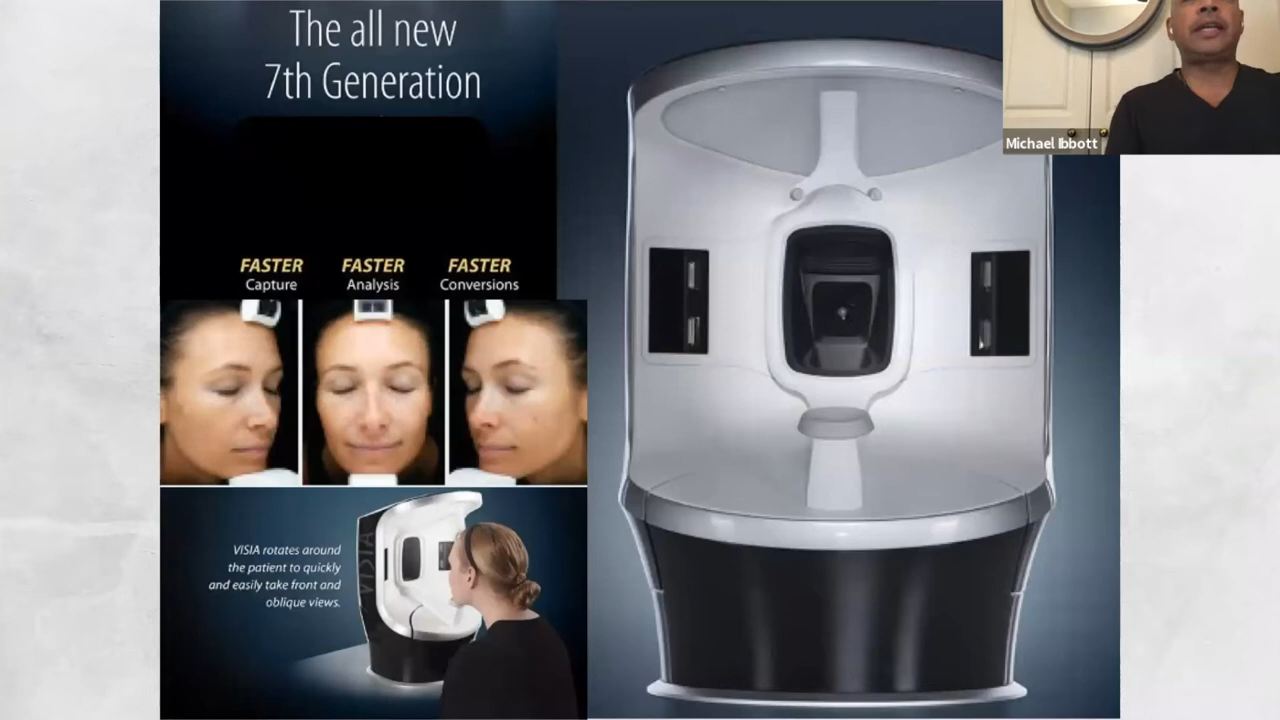 The all new
7th Generation
FASTER
Capture
FASTER
Analysis
FASTER
Conversions
VISIA rotates around
the patient to quickly
and easily take front and
oblique views.
VISIA
Michael Ibbott